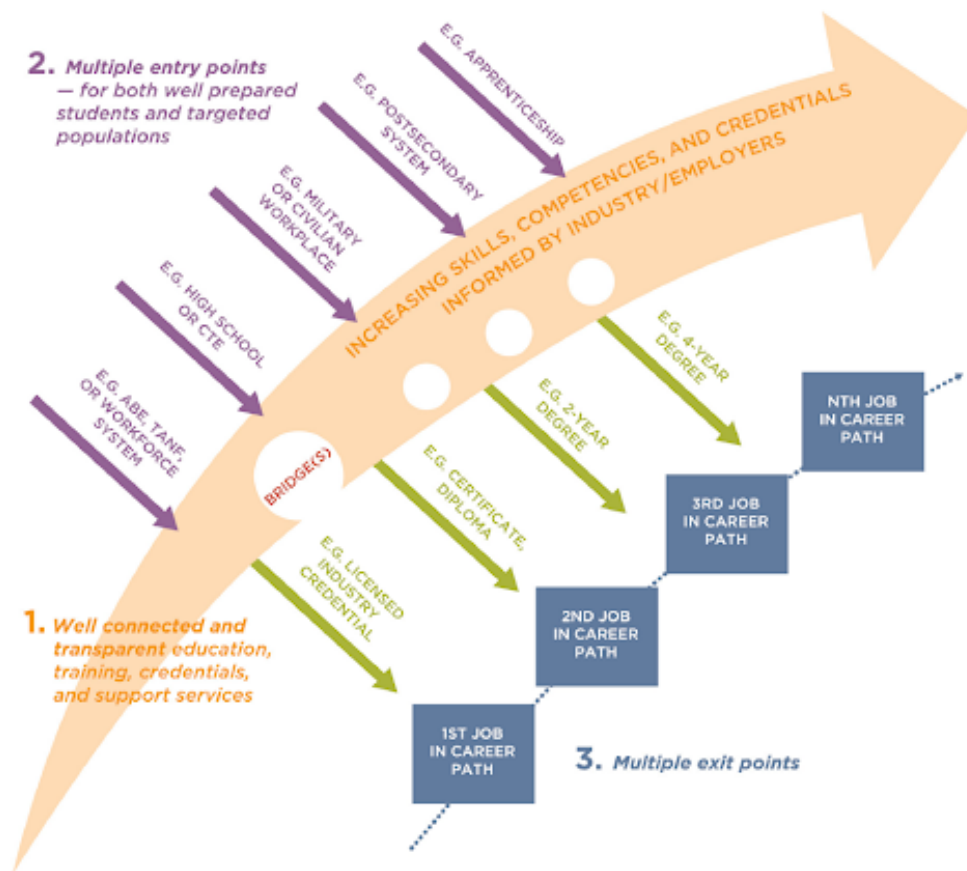 2. Multiple entry points
— for both well prepared
students and targeted
populations
E.G. APPRENTICESHIP
E.G. POSTSECONDARY
SYSTEM
E.G. MILITARY
OR CIVILIAN
WORKPLACE
E.G. HIGH SCHOOL
OR CTE
E.G. ABE, TANF,
OR WORKFORCE
SYSTEM
INCREASING SKILLS, COMPETENCIES, AND CREDENTIALS
INFORMED BY INDUSTRY/EMPLOYERS
BRIDGE(S)
E.G. 4-YEAR
DEGREE
E.G. 2-YEAR
DEGREE
E.G. CERTIFICATE,
DIPLOMA
E.G. LICENSED
INDUSTRY
CREDENTIAL
NTH JOB
IN CAREER
PATH
3RD JOB
IN CAREER
PATH
2ND JOB
IN CAREER
PATH
1ST JOB
IN CAREER
PATH
1. Well connected and
transparent education,
training, credentials,
and support services
3. Multiple exit points